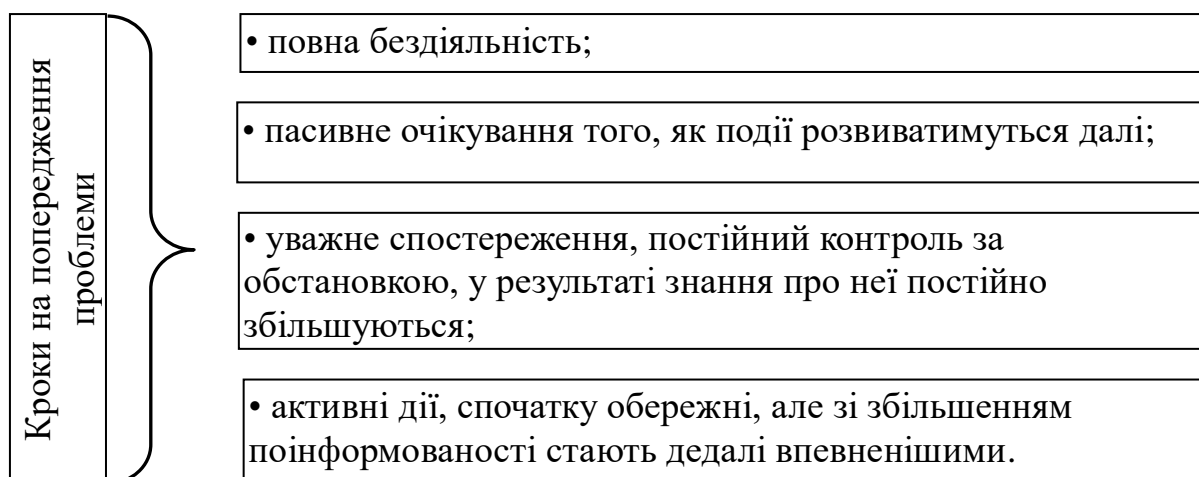 Кроки на попередження
проблеми
• повна бездіяльність;
• пасивне очікування того, як події розвиватимуться далі;
• уважне спостереження, постійний контроль за
обстановкою, у результаті знання про неї постійно
збільшуються;
• активні дії, спочатку обережні, але зі збільшенням
поінформованості стають дедалі впевненішими.